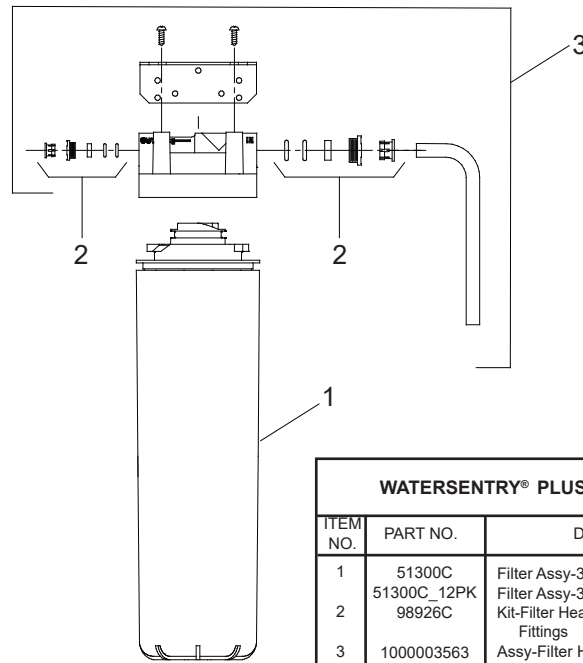 3
2
2
1
WATERSENTRY® PLUS
ITEM NO.
PART NO.
1 51300C Filter Assy-3
51300C_12PK Filter Assy-3
2 98926C Kit-Filter
Fittings
3 1000003563 Assy-Filter